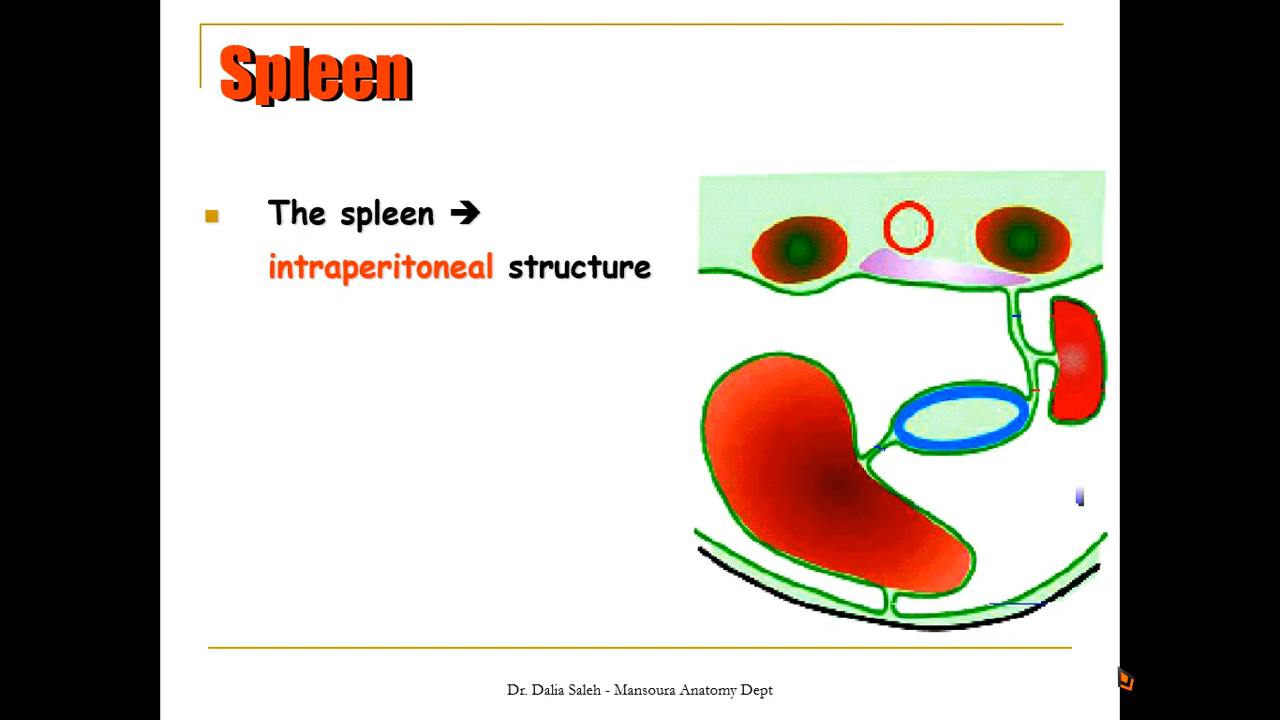 Spleen
The spleen ➔
intraperitoneal structure
Dr. Dalia Saleh - Mansoura Anatomy Dept